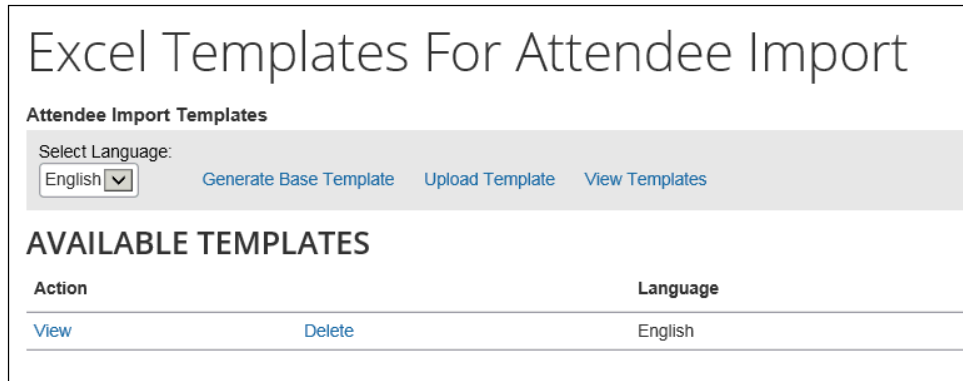 Excel Templates For Attendee Import
Attendee Import Templates
Select Language:
English Generate Base Template Upload Template View Templates
AVAILABLE TEMPLATES
Action Language
View Delete English